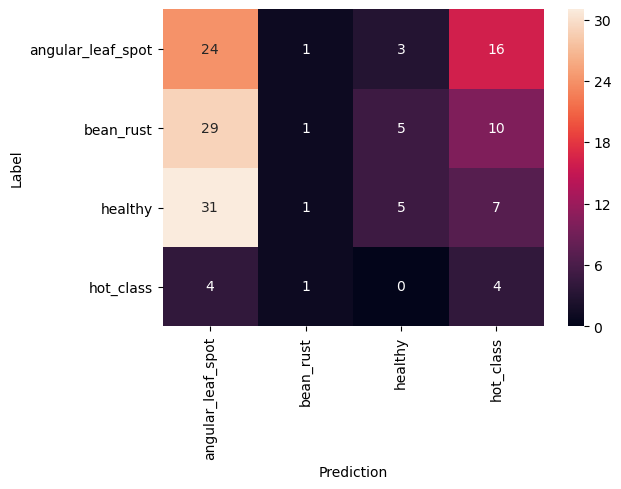 angular_leaf_spot 24 1 3 16
bean_rust 29 1 5 10
healthy 31 1 5 7
hot_class 4 1 0 4
angular_leaf_spot bean_rust healthy hot_class
Prediction
Label
30
24
18
12
6
0